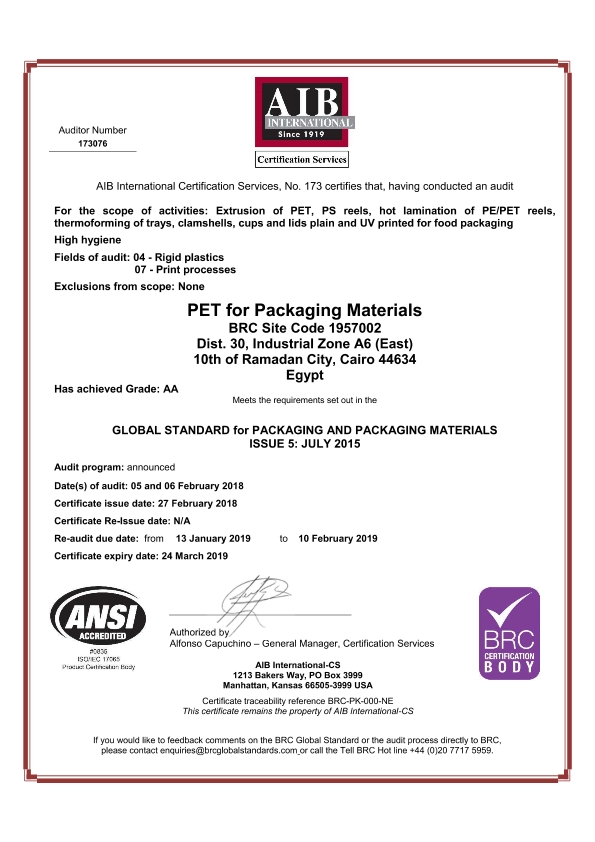 AIB
INTERNATIONAL
Since 1919
Certification Services
Auditor Number
173076
AIB International Certification Services, No. 173 certifies that, having conducted an audit
For the scope of activities: Extrusion of PET, PS reels, hot lamination of PE/PET reels,
thermoforming of trays, clamshells, cups and lids plain and UV printed for food packaging
High hygiene
Fields of audit: 04 - Rigid plastics
07 - Print processes
Exclusions from scope: None
PET for Packaging Materials
BRC Site Code 1957002
Dist. 30, Industrial Zone A6 (East)
10th of Ramadan City, Cairo 44634
Egypt
Has achieved Grade: AA
Meets the requirements set out in the
GLOBAL STANDARD for PACKAGING AND PACKAGING MATERIALS
ISSUE 5: JULY 2015
Audit program: announced
Date(s) of audit: 05 and 06 February 2018
Certificate issue date: 27 February 2018
Certificate Re-Issue date: N/A
Re-audit due date: from 13 January 2019 to 10 February 2019
Certificate expiry date: 24 March 2019
ANSI
ACCREDITED
#0835
ISO/IEC 17065
Product Certification Body
Authorized by
Alfonso Capuchino – General Manager, Certification Services
BRC
CERTIFICATION
BODY
AIB International-CS
1213 Bakers Way, PO Box 3999
Manhattan, Kansas 66505-3999 USA
Certificate traceability reference BRC-PK-000-NE
This certificate remains the property of AIB International-CS
If you would like to feedback comments on the BRC Global Standard or the audit process directly to BRC,
please contact enquiries@brcglobalstandards.com or call the Tell BRC Hot line +44 (0)20 7717 5959.